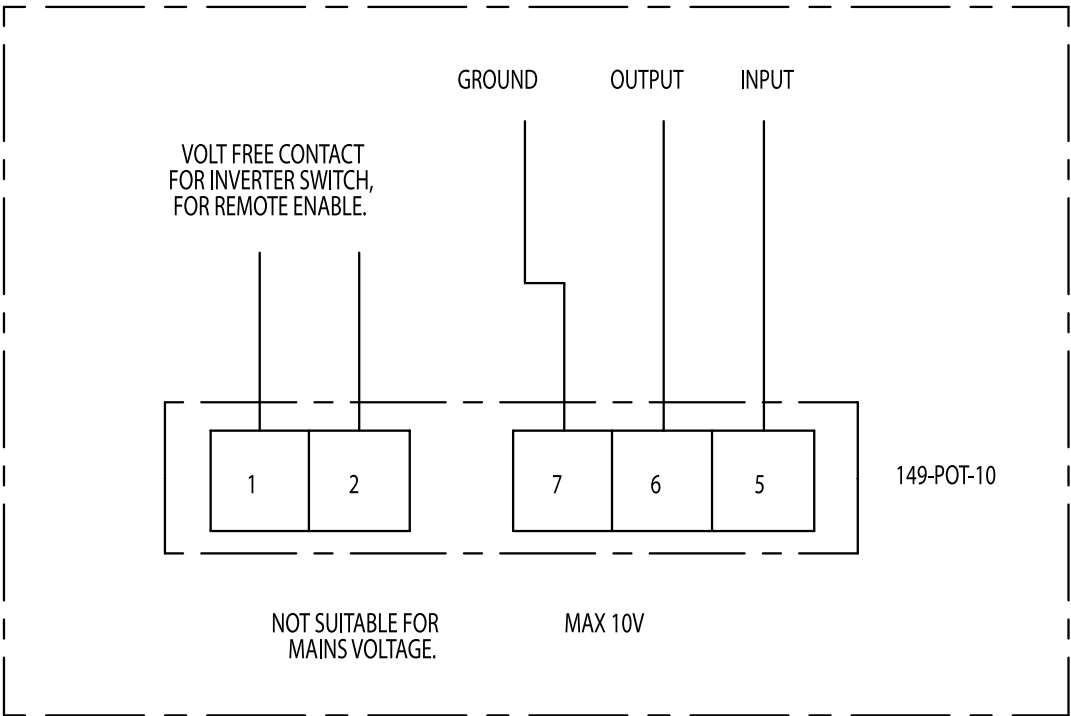 GROUND OUTPUT INPUT
VOLT FREE CONTACT
FOR INVERTER SWITCH,
FOR REMOTE ENABLE.
1 2 7 6 5
149-POT-10
NOT SUITABLE FOR
MAINS VOLTAGE.
MAX 10V